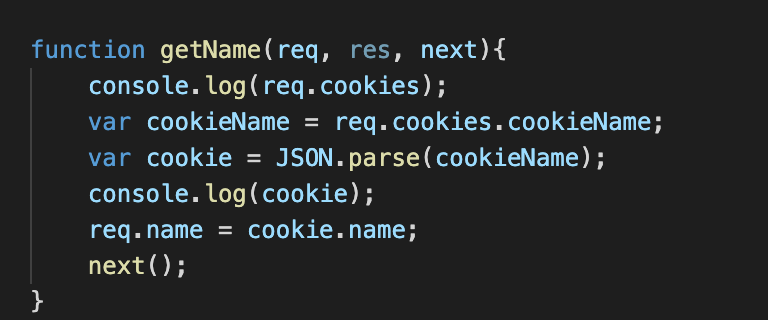 function getName(req, res, next){
    console.log(req.cookies);
    var cookieName = req.cookies.cookieName;
    var cookie = JSON.parse(cookieName);
    console.log(cookie);
    req.name = cookie.name;
    next();
}